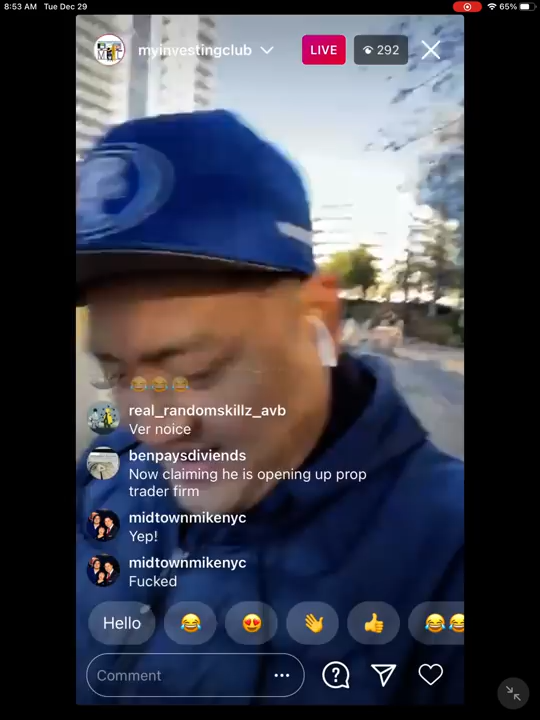 8:53 AM Tue Dec 29
65%
myinvestingclub
LIVE
292
😂😂😂
real_randomskillz_avb
Ver noice
benpaysdiviends
Now claiming he is opening up prop
trader firm
midtownmikenyc
Yep!
midtownmikenyc
Fucked
Hello 😂 😍 👋 👍 😂😂
Comment